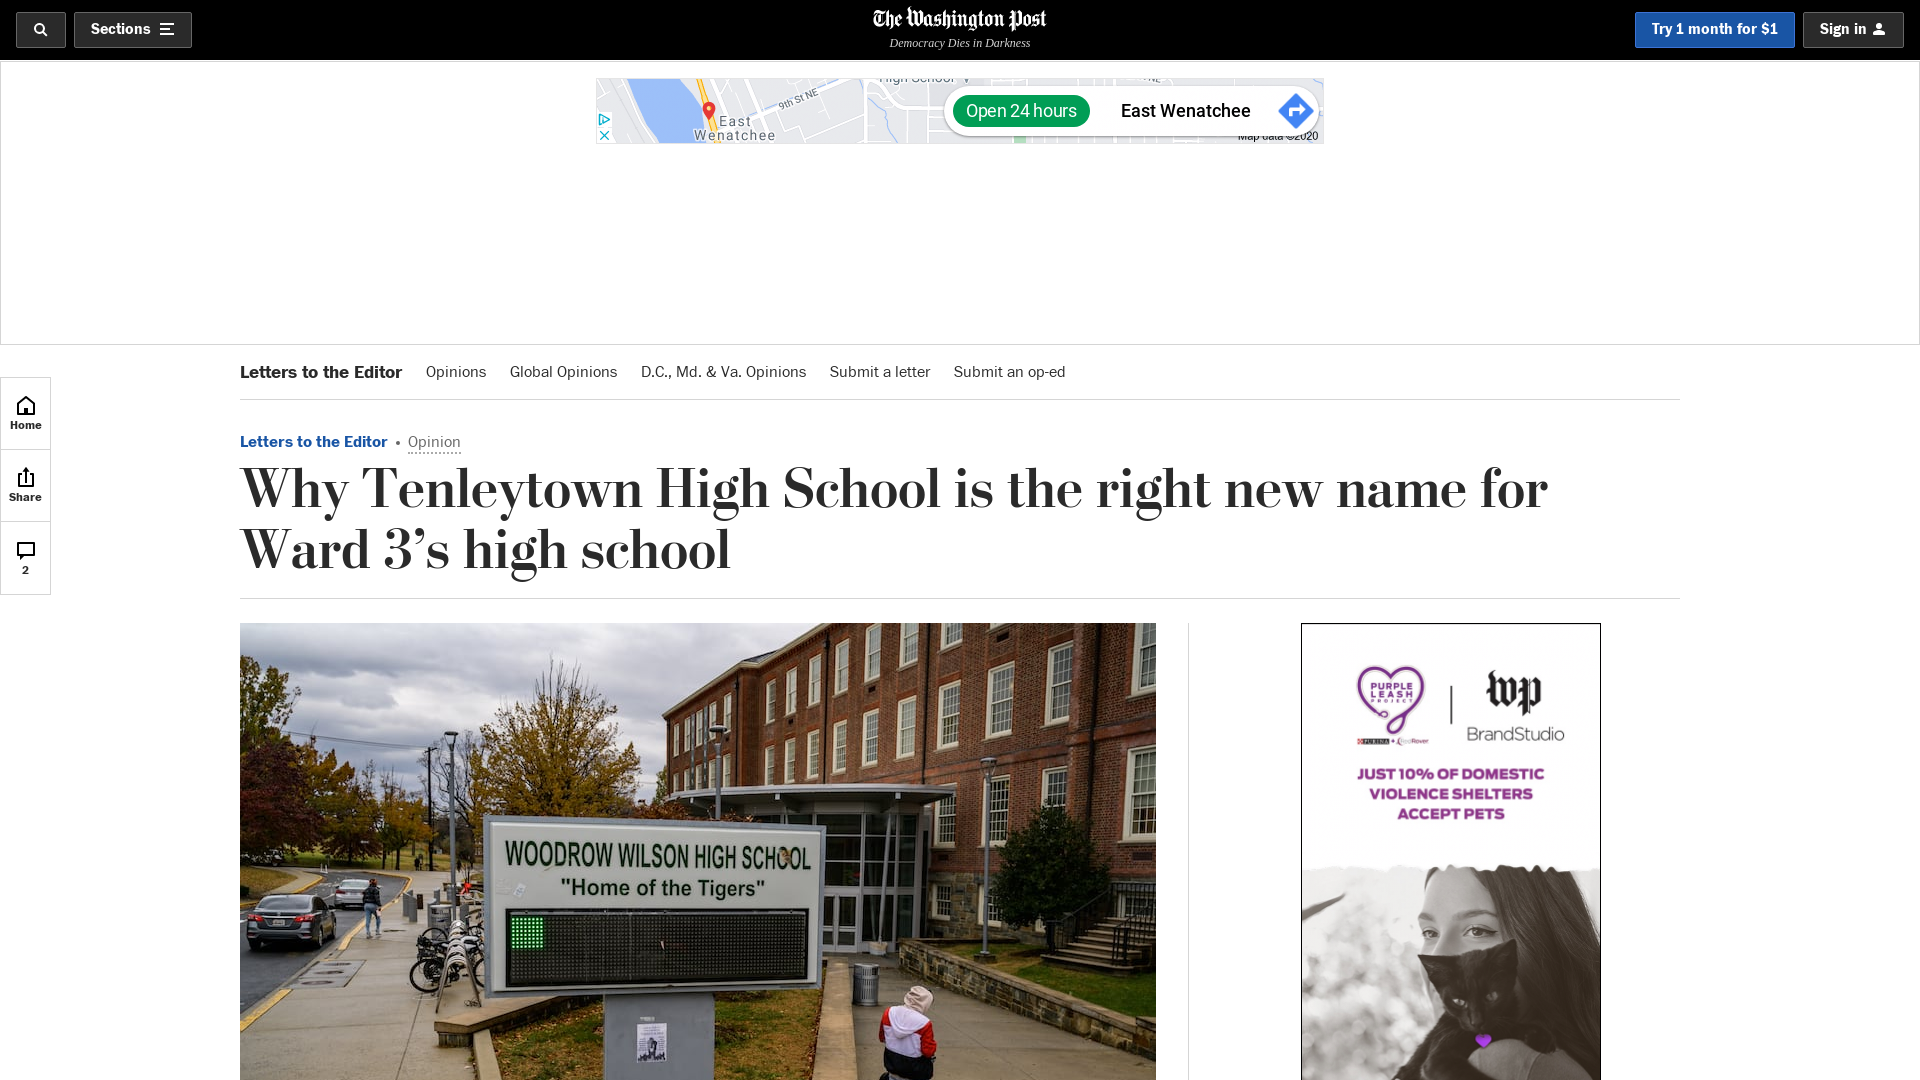 Sections
The Washington Post
Democracy Dies in Darkness
Try 1 month for $1
Sign in
9th St NE
East
Wenatchee
Open 24 hours
East Wenatchee
Map data ©2020
Letters to the Editor
Opinions
Global Opinions
D.C., Md. & Va. Opinions
Submit a letter
Submit an op-ed
Home
Share
2
Letters to the Editor • Opinion
Why Tenleytown High School is the right new name for
Ward 3’s high school
WOODROW WILSON HIGH SCHOOL
"Home of the Tigers"
PURPLE
LEASH
PROJECT
PURINA
wp
BrandStudio
JUST 10% OF DOMESTIC
VIOLENCE SHELTERS
ACCEPT PETS